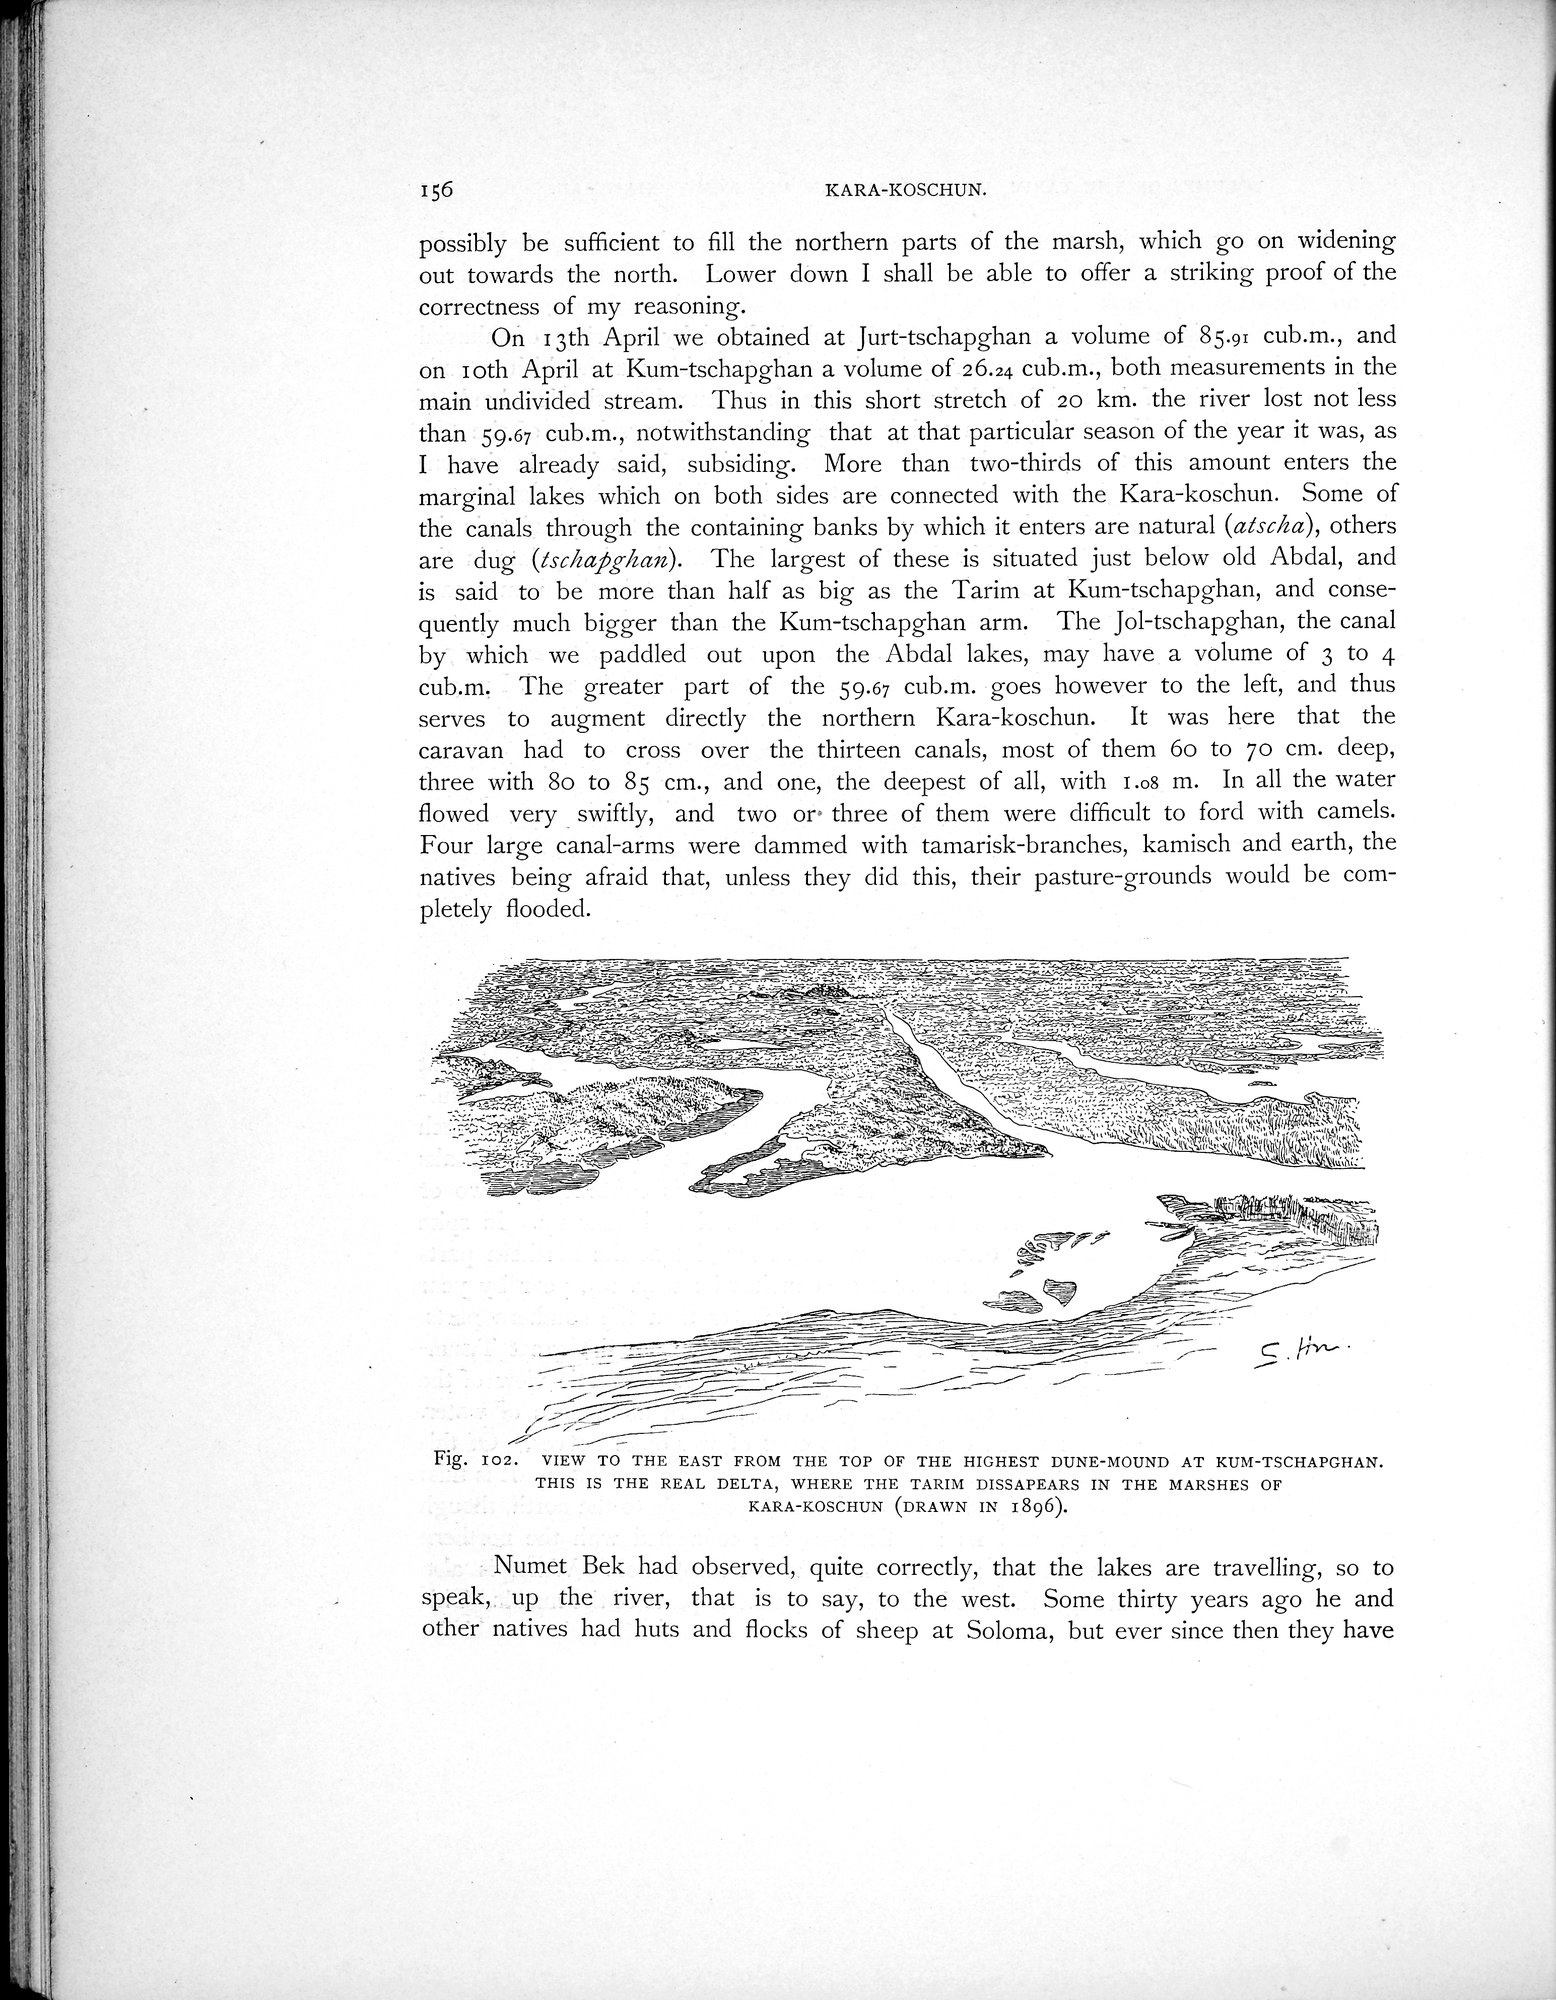 156 KARA-KOSCHUN.
possibly be sufficient to fill the northern parts of the marsh, which go on widening
out towards the north. Lower down I shall be able to offer a striking proof of the
correctness of my reasoning.
On 13th April we obtained at Jurt-tschapghan a volume of 85.91 cub.m., and
on 10th April at Kum-tschapghan a volume of 26.24 cub.m., both measurements in the
main undivided stream. Thus in this short stretch of 20 km. the river lost not less
than 59.67 cub.m., notwithstanding that at that particular season of the year it was, as
I have already said, subsiding. More than two-thirds of this amount enters the
marginal lakes which on both sides are connected with the Kara-koschun. Some of
the canals through the containing banks by which it enters are natural (atscha), others
are dug (tschapghan). The largest of these is situated just below old Abdal, and
is said to be more than half as big as the Tarim at Kum-tschapghan, and conse-
quently much bigger than the Kum-tschapghan arm. The Jol-tschapghan, the canal
by which we paddled out upon the Abdal lakes, may have a volume of 3 to 4
cub.m. The greater part of the 59.67 cub.m. goes however to the left, and thus
serves to augment directly the northern Kara-koschun. It was here that the
caravan had to cross over the thirteen canals, most of them 60 to 70 cm. deep,
three with 80 to 85 cm., and one, the deepest of all, with 1.08 m. In all the water
flowed very swiftly, and two or three of them were difficult to ford with camels.
Four large canal-arms were dammed with tamarisk-branches, kamisch and earth, the
natives being afraid that, unless they did this, their pasture-grounds would be com-
pletely flooded.
Fig. 102. VIEW TO THE EAST FROM THE TOP OF THE HIGHEST DUNE-MOUND AT KUM-TSCHAPGHAN.
THIS IS THE REAL DELTA, WHERE THE TARIM DISSAPEARS IN THE MARSHES OF
KARA-KOSCHUN (DRAWN IN 1896).
Numet Bek had observed, quite correctly, that the lakes are travelling, so to
speak, up the river, that is to say, to the west. Some thirty years ago he and
other natives had huts and flocks of sheep at Soloma, but ever since then they have